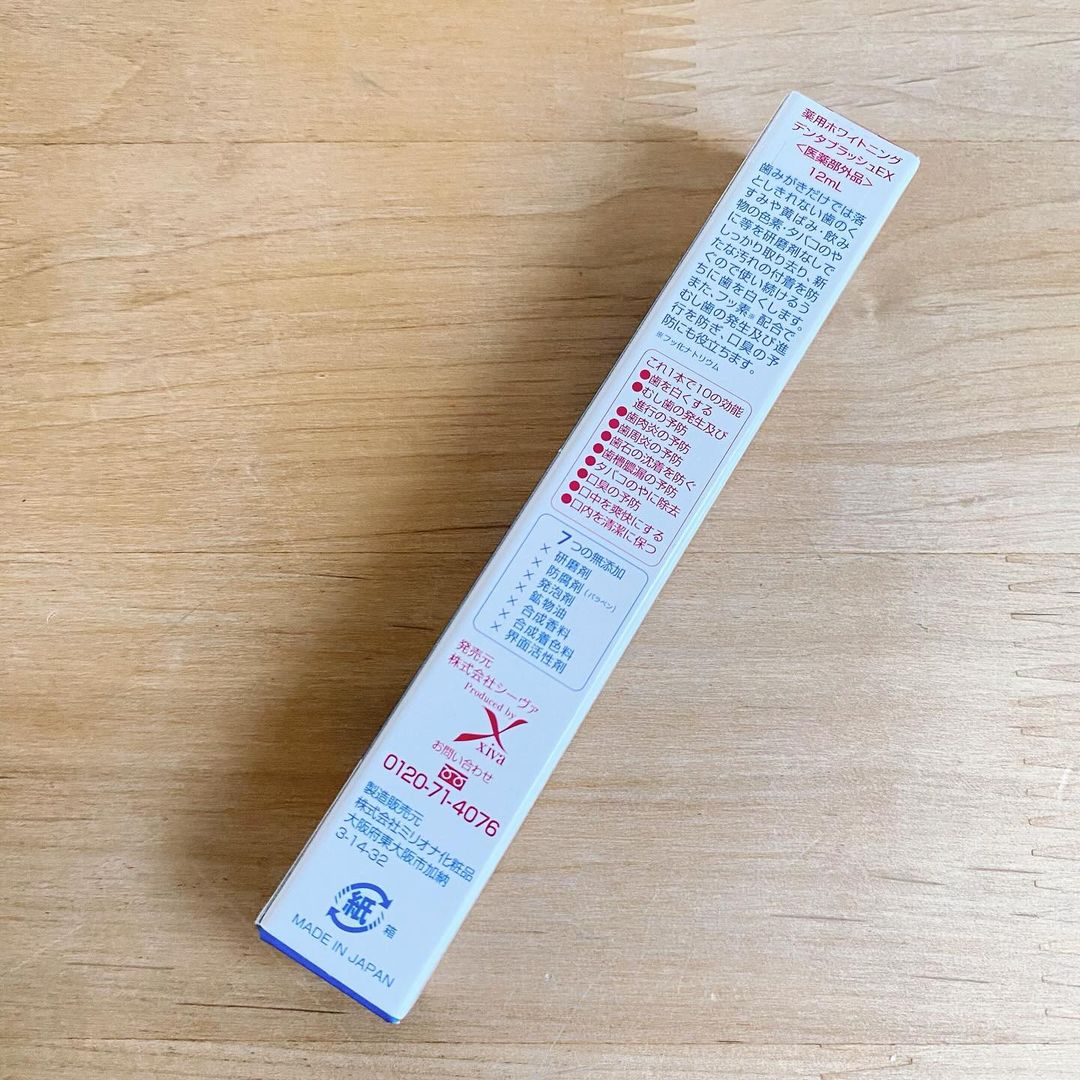 薬用ホワイトニング
デンタブラッシュEX
<医薬部外品>
12mL
歯みがきだけでは落
としきれない歯のく
すみや黄ばみ・飲み
物の色素・タバコのや
に等を研磨剤なしで
しっかり取り去り、新
たな汚れの付着を防
ぐので使い続けるう
ちに歯を白くします。
また、フッ素※配合で
むし歯の発生及び進
行を防ぎ、口臭の予
防にも役立ちます。
※フッ化ナトリウム
これ1本で10の効能
●歯を白くする
●むし歯の発生及び
進行の予防
●歯肉炎の予防
●歯周炎の予防
●歯石の沈着を防ぐ
●歯槽膿漏の予防
●タバコのやに除去
●口臭の予防
●口中を爽快にする
●口内を清潔に保つ
7つの無添加
× 研磨剤
× 防腐剤(パラベン)
× 発泡剤
× 鉱物油
× 合成香料
× 合成着色料
× 界面活性剤
発売元
株式会社シーヴァ
Produced by
xiva
お問い合わせ
0120-71-4076
製造販売元
株式会社ミリオナ化粧品
大阪府東大阪市加納
3-14-32
紙
箱
MADE IN JAPAN